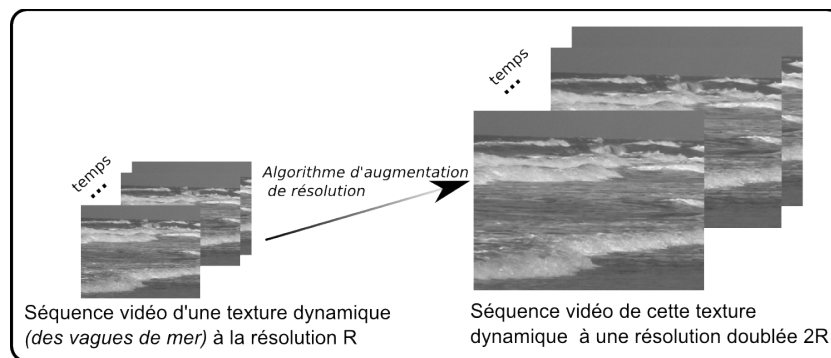 temps
...
temps
...
Algorithme d'augmentation
de résolution
Séquence vidéo d'une texture dynamique
(des vagues de mer) à la résolution R
Séquence vidéo de cette texture
dynamique à une résolution doublée 2R